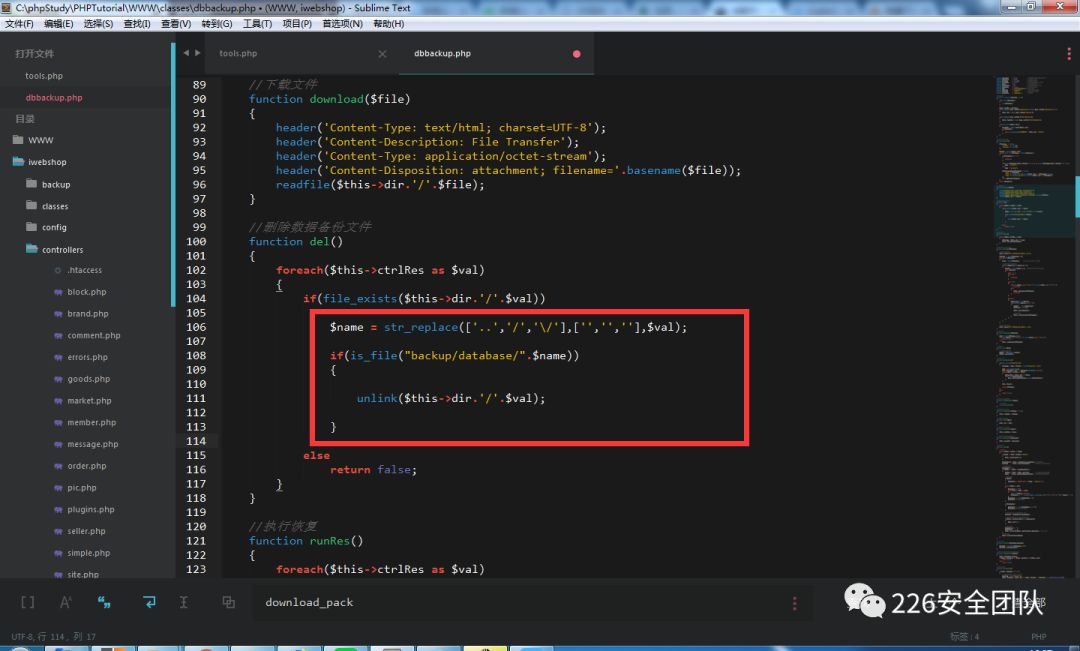 C:\phpStudy\PHPTutorial\WWW\classes\dbbackup.php • (WWW, iwebshop) - Sublime Text
文件(F) 编辑(E) 选择(S) 查找(I) 查看(V) 转到(G) 工具(T) 项目(P) 首选项(N) 帮助(H)
打开文件
tools.php
dbbackup.php
目录
WWW
iwebshop
backup
classes
config
controllers
.htaccess
block.php
brand.php
comment.php
errors.php
goods.php
market.php
member.php
message.php
order.php
pic.php
plugins.php
seller.php
simple.php
site.php
tools.php
dbbackup.php
89 //下载文件
90 function download($file)
91 {
92 header('Content-Type: text/html; charset=UTF-8');
93 header('Content-Description: File Transfer');
94 header('Content-Type: application/octet-stream');
95 header('Content-Disposition: attachment; filename='.basename($file));
96 readfile($this->dir.'/'.$file);
97 }
98
99 //删除数据备份文件
100 function del()
101 {
102 foreach($this->ctrlRes as $val)
103 {
104 if(file_exists($this->dir.'/'.$val))
105
106 $name = str_replace(['..','/','\/'],['','',''],$val);
107
108 if(is_file("backup/database/".$name))
109 {
110
111 unlink($this->dir.'/'.$val);
112
113 }
114
115 else
116 return false;
117 }
118 }
119
120 //执行恢复
121 function runRes()
122 {
123 foreach($this->ctrlRes as $val)
download_pack
226安全团队
UTF-8, 行 114 , 列 17
标签 : 4
PHP